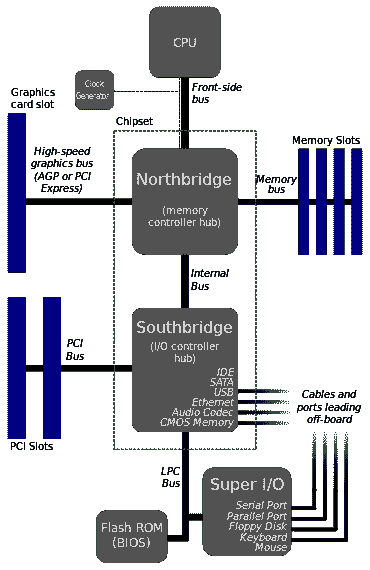 CPU
Clock
Generator
Front-side
bus
Graphics
card slot
Chipset
High-speed
graphics bus
(AGP or PCI
Express)
Northbridge
(memory
controller hub)
Memory
bus
Memory Slots
Internal
Bus
Southbridge
(I/O controller
hub)
PCI
Bus
IDE
SATA
USB
Ethernet
Audio Codec
CMOS Memory
Cables and
ports leading
off-board
PCI Slots
LPC
Bus
Super I/O
Serial Port
Parallel Port
Floppy Disk
Keyboard
Mouse
Flash ROM
(BIOS)